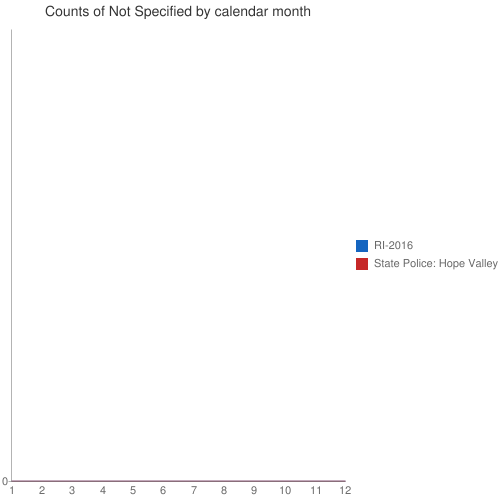 Counts of Not Specified by calendar month
RI-2016
State Police: Hope Valley
0
1 2 3 4 5 6 7 8 9 10 11 12